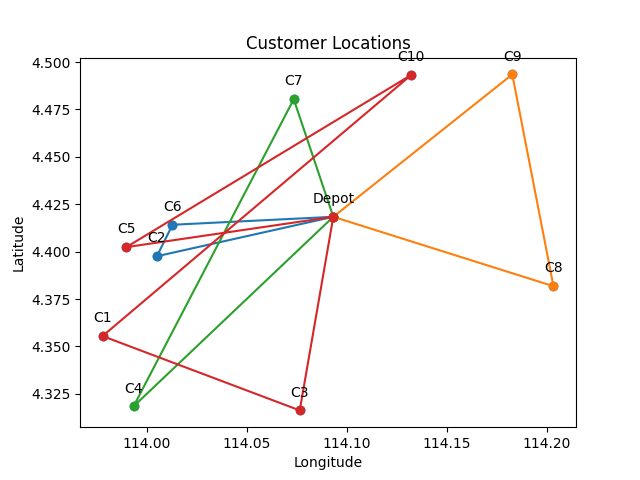 Customer Locations
C10
C9
4.500
C7
4.475
4.450
Latitude
4.425
C6
Depot
C5
C2
4.400
C8
4.375
C1
4.350
C4
C3
4.325
114.00
114.05
114.10
114.15
114.20
Longitude